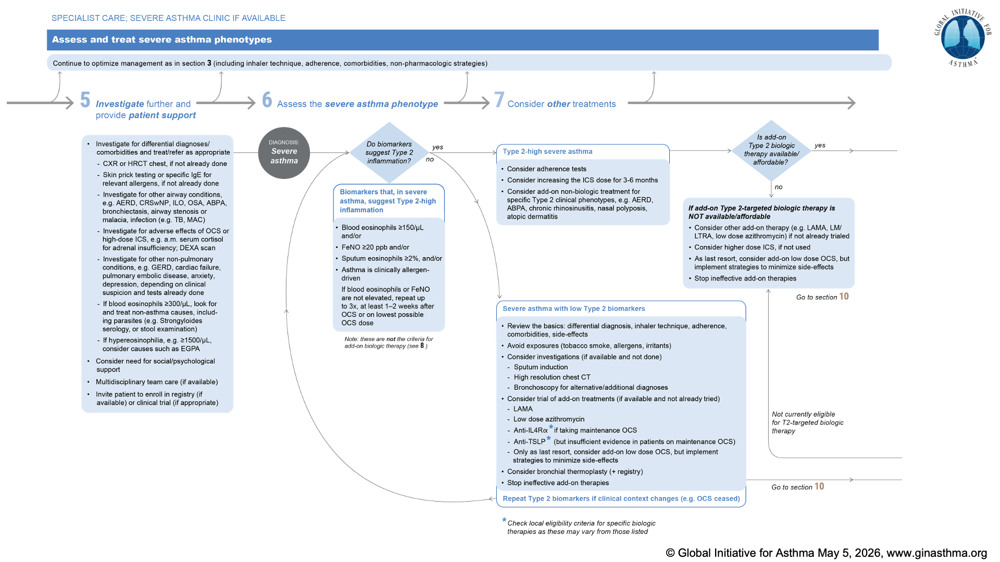 SPECIALIST CARE; SEVERE ASTHMA CLINIC IF AVAILABLE
GLOBAL INITIATIVE FOR ASTHMA
Assess and treat severe asthma phenotypes
Continue to optimize management as in section 3 (including inhaler technique, adherence, comorbidities, non-pharmacologic strategies)
5 Investigate further and
provide patient support
• Investigate for differential diagnoses/
comorbidities and treat/refer as appropriate
- CXR or HRCT chest, if not already done
- Skin prick testing or specific IgE for
relevant allergens, if not already done
- Investigate for other airway conditions,
e.g. AERD, CRSwNP, ILO, OSA, ABPA,
bronchiectasis, airway stenosis or
malacia, infection (e.g. TB, MAC)
- Investigate for adverse effects of OCS or
high-dose ICS, e.g. a.m. serum cortisol
for adrenal insufficiency; DEXA scan
- Investigate for other non-pulmonary
conditions, e.g. GERD, cardiac failure,
pulmonary embolic disease, anxiety,
depression, depending on clinical
suspicion and tests already done
- If blood eosinophils ≥300/µL, look for
and treat non-asthma causes, includ-
ing parasites (e.g. Strongyloides
serology, or stool examination)
- If hypereosinophilia, e.g. ≥1500/µL,
consider causes such as EGPA
• Consider need for social/psychological
support
• Multidisciplinary team care (if available)
• Invite patient to enroll in registry (if
available) or clinical trial (if appropriate)
6 Assess the severe asthma phenotype
DIAGNOSIS:
Severe
asthma
Do biomarkers
suggest Type 2
inflammation?
yes
no
Biomarkers that, in severe
asthma, suggest Type 2-high
inflammation
• Blood eosinophils ≥150/µL
and/or
• FeNO ≥20 ppb and/or
• Sputum eosinophils ≥2%, and/or
• Asthma is clinically allergen-
driven
If blood eosinophils or FeNO
are not elevated, repeat up
to 3x, at least 1–2 weeks after
OCS or on lowest possible
OCS dose
Note: these are not the criteria for
add-on biologic therapy (see 8 )
7 Consider other treatments
Type 2-high severe asthma
• Consider adherence tests
• Consider increasing the ICS dose for 3-6 months
• Consider add-on non-biologic treatment for
specific Type 2 clinical phenotypes, e.g. AERD,
ABPA, chronic rhinosinusitis, nasal polyposis,
atopic dermatitis
Is add-on
Type 2 biologic
therapy available/
affordable?
yes
no
If add-on Type 2-targeted biologic therapy is
NOT available/affordable
• Consider other add-on therapy (e.g. LAMA, LM/
LTRA, low dose azithromycin) if not already trialed
• Consider higher dose ICS, if not used
• As last resort, consider add-on low dose OCS, but
implement strategies to minimize side-effects
• Stop ineffective add-on therapies
Go to section 10
Severe asthma with low Type 2 biomarkers
• Review the basics: differential diagnosis, inhaler technique, adherence,
comorbidities, side-effects
• Avoid exposures (tobacco smoke, allergens, irritants)
• Consider investigations (if available and not done)
- Sputum induction
- High resolution chest CT
- Bronchoscopy for alternative/additional diagnoses
• Consider trial of add-on treatments (if available and not already tried)
- LAMA
- Low dose azithromycin
- Anti-IL4Rα* if taking maintenance OCS
- Anti-TSLP* (but insufficient evidence in patients on maintenance OCS)
- Only as last resort, consider add-on low dose OCS, but implement
strategies to minimize side-effects
• Consider bronchial thermoplasty (+ registry)
• Stop ineffective add-on therapies
Repeat Type 2 biomarkers if clinical context changes (e.g. OCS ceased)
Not currently eligible
for T2-targeted biologic
therapy
Go to section 10
* Check local eligibility criteria for specific biologic
therapies as these may vary from those listed
© Global Initiative for Asthma May 5, 2026, www.ginasthma.org